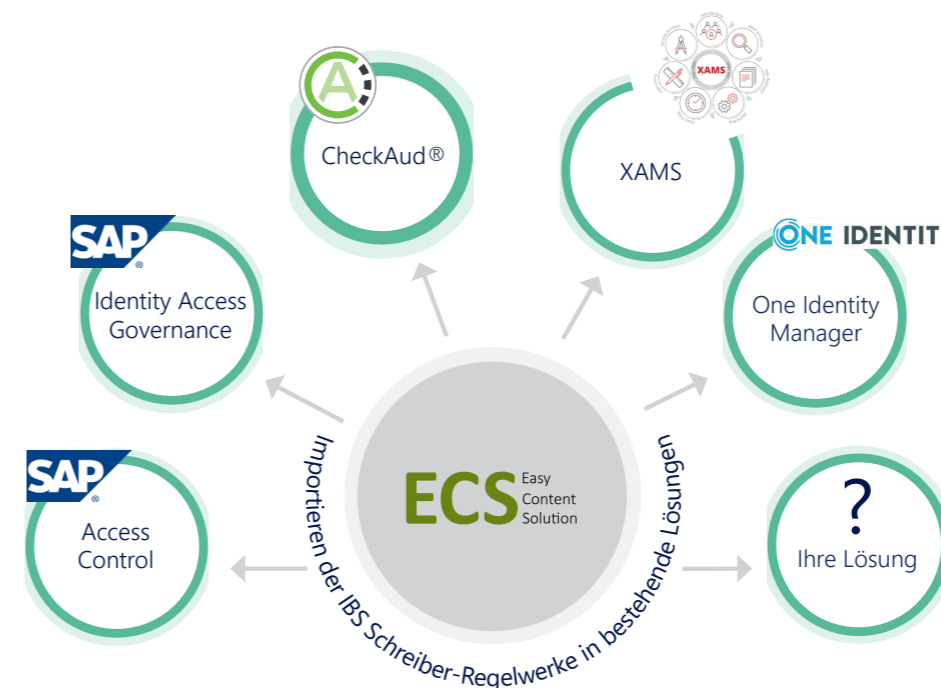 XAMS
CheckAud®
XAMS
SAP®
Identity Access
Governance
ONE IDENTIT
One Identity
Manager
ECS
Easy
Content
Solution
SAP®
Access
Control
?
Ihre Lösung
Importieren der IBS Schreiber-Regelwerke in bestehende Lösungen